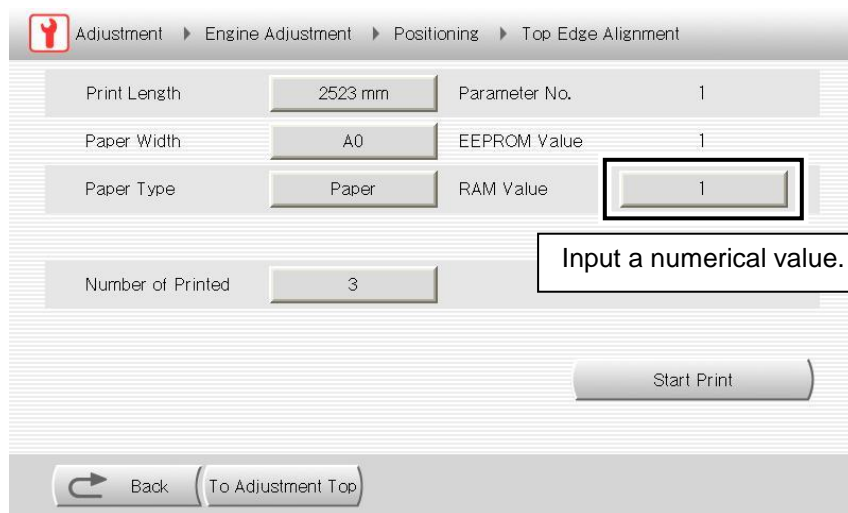 Adjustment ▶ Engine Adjustment ▶ Positioning ▶ Top Edge Alignment
Print Length 2523 mm Parameter No. 1
Paper Width A0 EEPROM Value 1
Paper Type Paper RAM Value 1
Input a numerical value.
Number of Printed 3
Start Print
Back To Adjustment Top